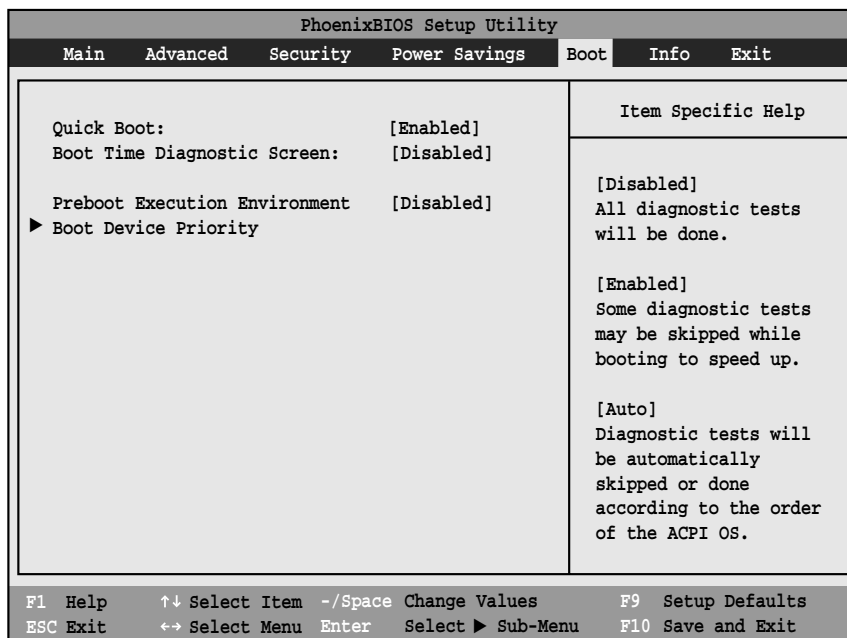 PhoenixBIOS Setup Utility
Main Advanced Security Power Savings Boot Info Exit
Quick Boot: [Enabled]
Boot Time Diagnostic Screen: [Disabled]
Preboot Execution Environment [Disabled]
▶ Boot Device Priority
Item Specific Help
[Disabled]
All diagnostic tests
will be done.
[Enabled]
Some diagnostic tests
may be skipped while
booting to speed up.
[Auto]
Diagnostic tests will
be automatically
skipped or done
according to the order
of the ACPI OS.
F1 Help ↑↓ Select Item -/Space Change Values F9 Setup Defaults
ESC Exit ←→ Select Menu Enter Select ▶ Sub-Menu F10 Save and Exit